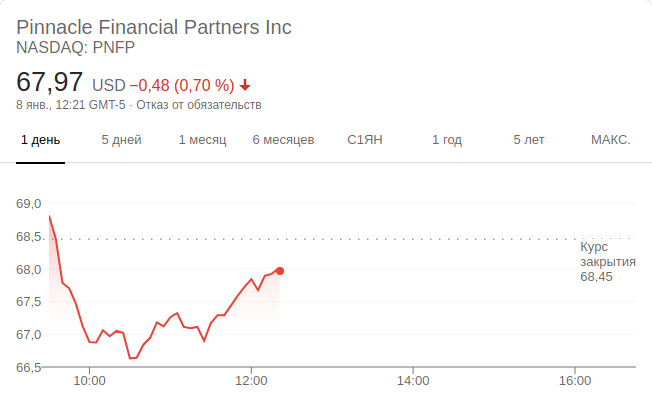 Pinnacle Financial Partners Inc
NASDAQ: PNFP
67,97 USD −0,48 (0,70 %)
8 янв., 12:21 GMT-5 · Отказ от обязательств
1 день 5 дней 1 месяц 6 месяцев С1ЯН 1 год 5 лет МАКС.
69,0
68,5
Курс
закрытия
68,45
68,0
67,5
67,0
66,5
10:00 12:00 14:00 16:00